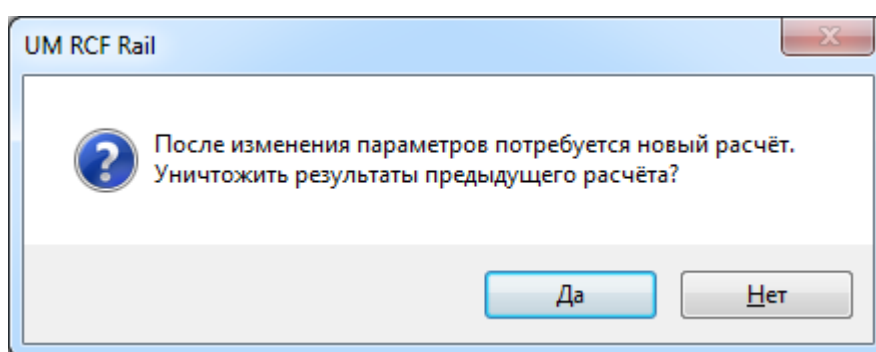 UM RCF Rail
После изменения параметров потребуется новый расчёт.
Уничтожить результаты предыдущего расчёта?
Да
Нет